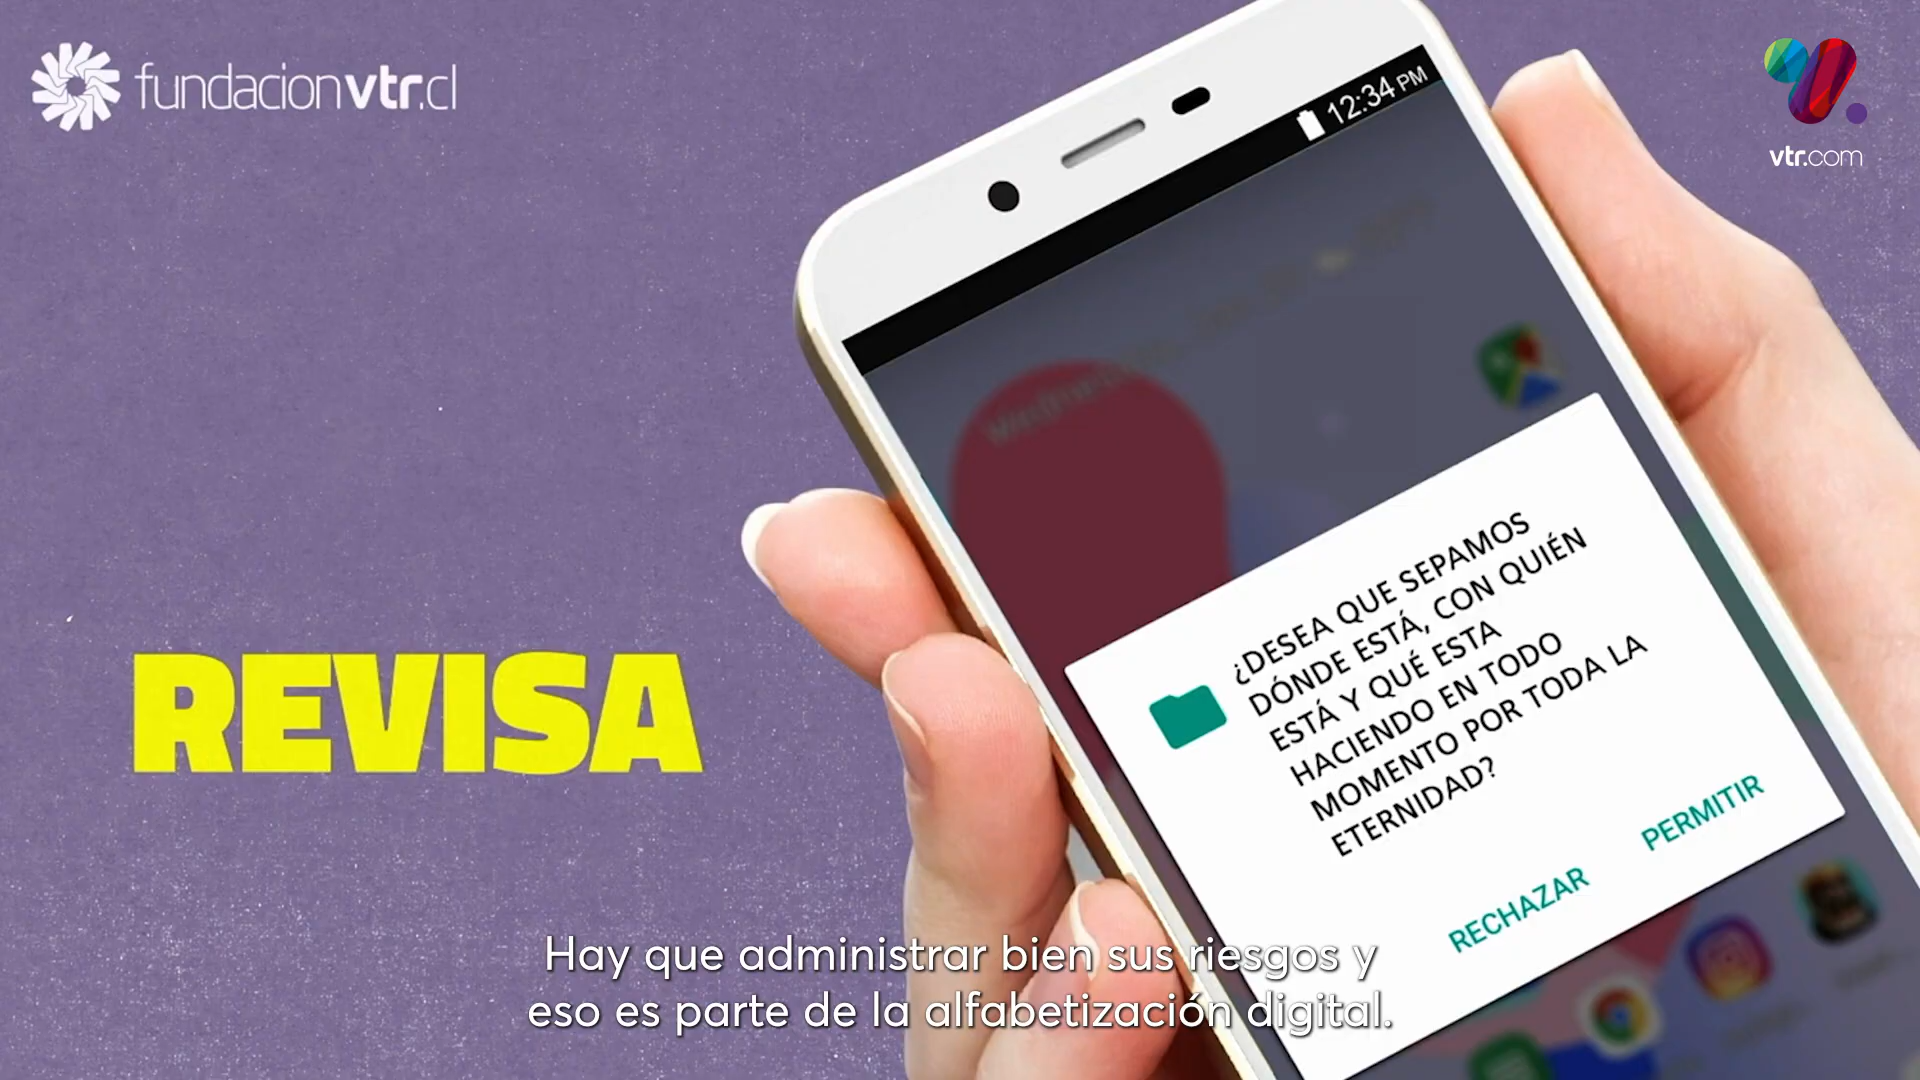 fundacionvtr.cl
vtr.com
12:34 PM
REVISA
¿DESEA QUE SEPAMOS
DÓNDE ESTÁ, CON QUIÉN
ESTÁ Y QUÉ ESTA
HACIENDO EN TODO
MOMENTO POR TODA LA
ETERNIDAD?
RECHAZAR
PERMITIR
Hay que administrar bien sus riesgos y
eso es parte de la alfabetización digital.